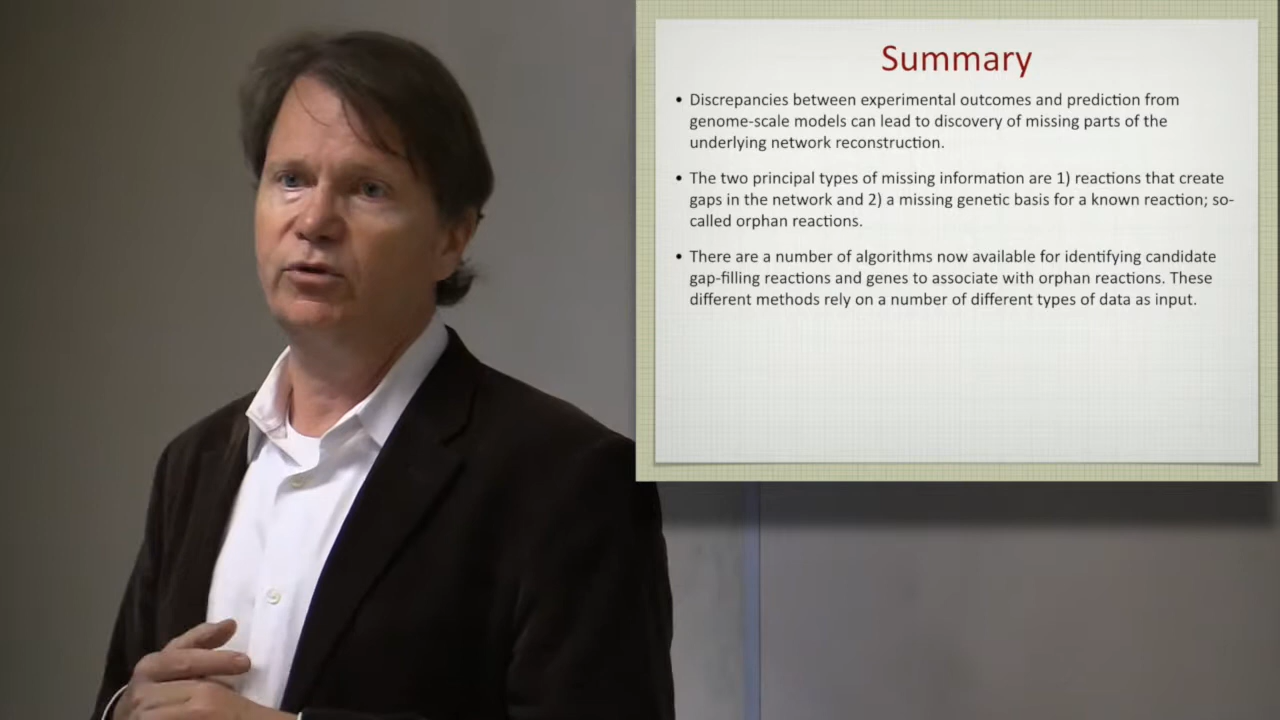 Summary
• Discrepancies between experimental outcomes and prediction from
genome-scale models can lead to discovery of missing parts of the
underlying network reconstruction.
• The two principal types of missing information are 1) reactions that create
gaps in the network and 2) a missing genetic basis for a known reaction; so-
called orphan reactions.
• There are a number of algorithms now available for identifying candidate
gap-filling reactions and genes to associate with orphan reactions. These
different methods rely on a number of different types of data as input.